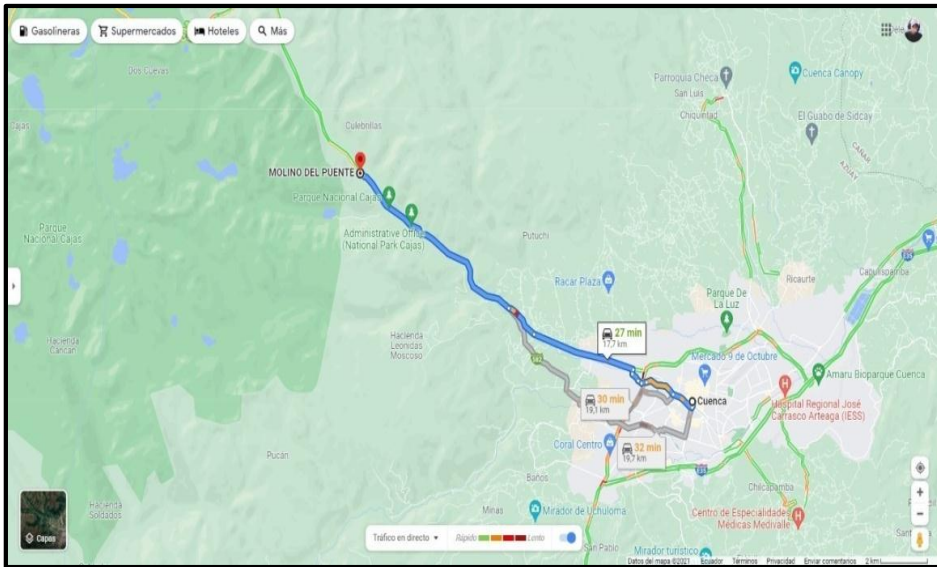 Gasolineras
Supermercados
Hoteles
Más
Dos Cuevas
Parroquia Checa
San Luis
Chiquintad
Cuenca Canopy
El Guabo de Sidcay
CAÑAR
AZUAY
Cajas
Culebrillas
MOLINO DEL PUENTE
Parque Nacional Cajas
Administrative Office
(National Park Cajas)
Parque
Nacional Cajas
Putuchi
Racar Plaza
Ricaurte
Parque De
La Luz
Hacienda
Cancan
Hacienda
Leonidas
Moscoso
27 min
17,7 km
Mercado 9 de Octubre
Amaru Bioparque Cuenca
Cuenca
30 min
19,1 km
Hospital Regional José
Carrasco Arteaga (IESS)
Coral Centro
32 min
19,7 km
E35
Pucán
Baños
Chilcapamba
Hacienda
Soldados
Minas
Mirador de Uchuloma
Centro de Especialidades
Médicas Medivalle
Capas
Tráfico en directo
Rápido
Lento
San Pablo
Mirador turístico
Datos del mapa ©2021 Ecuador Términos Privacidad Enviar comentarios 2 km